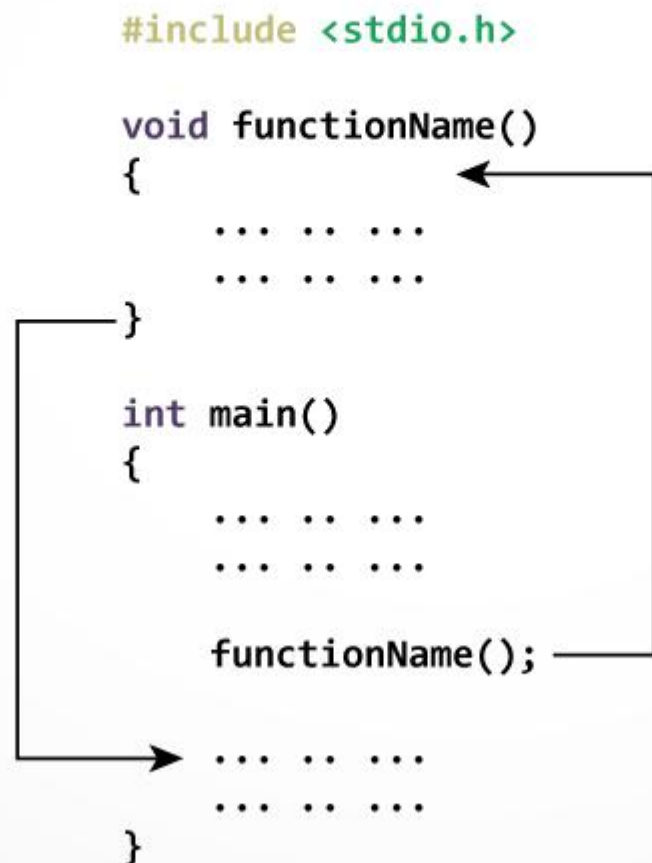 #include <stdio.h>
void functionName()
{
... .. ...
... .. ...
}
int main()
{
... .. ...
... .. ...
functionName();
... .. ...
... .. ...
}